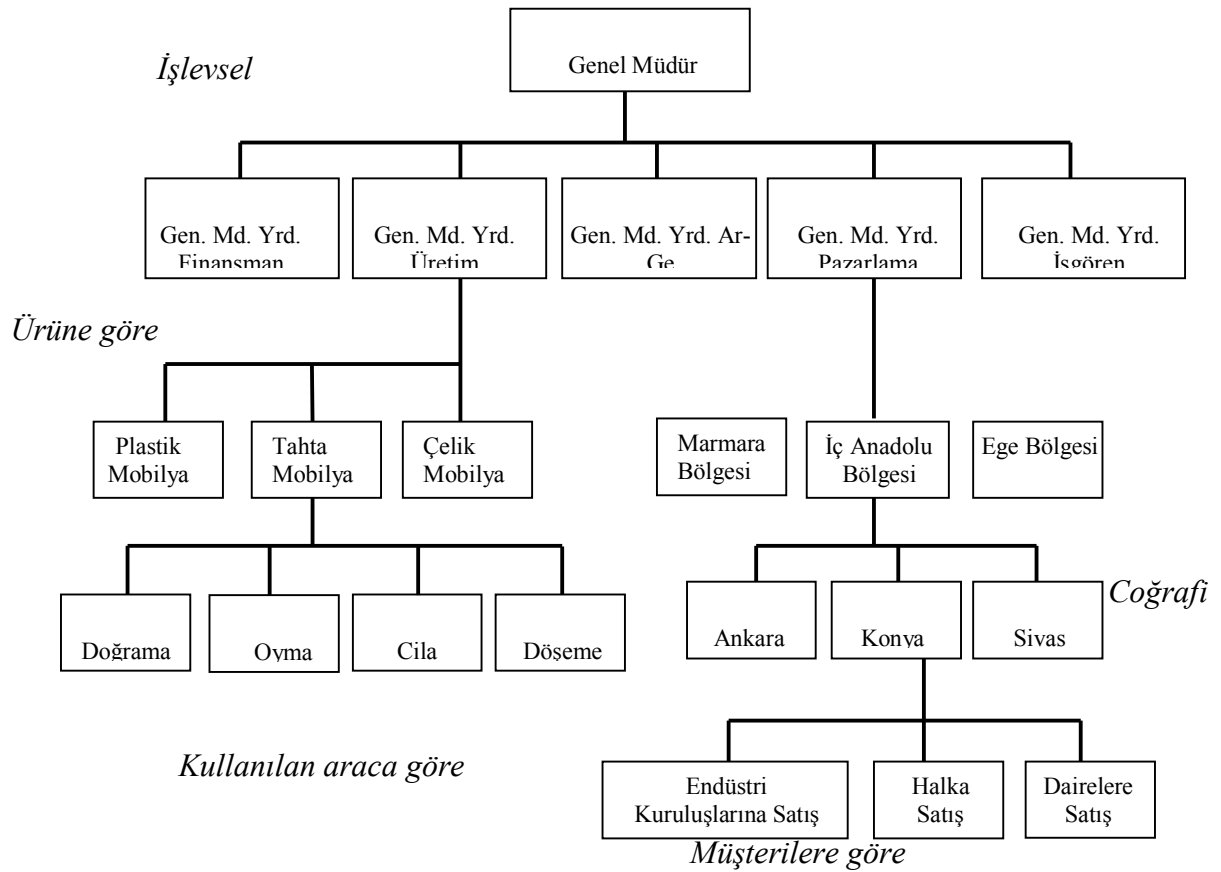 İşlevsel
Genel Müdür
Gen. Md. Yrd.
Finansman
Gen. Md. Yrd.
Üretim
Gen. Md. Yrd. Ar-
Ge
Gen. Md. Yrd.
Pazarlama
Gen. Md. Yrd.
İşgören
Ürüne göre
Plastik
Mobilya
Tahta
Mobilya
Çelik
Mobilya
Marmara
Bölgesi
İç Anadolu
Bölgesi
Ege Bölgesi
Coğrafi
Doğrama
Oyma
Cila
Döşeme
Ankara
Konya
Sivas
Kullanılan araca göre
Endüstri
Kuruluşlarına Satış
Halka
Satış
Dairelere
Satış
Müşterilere göre